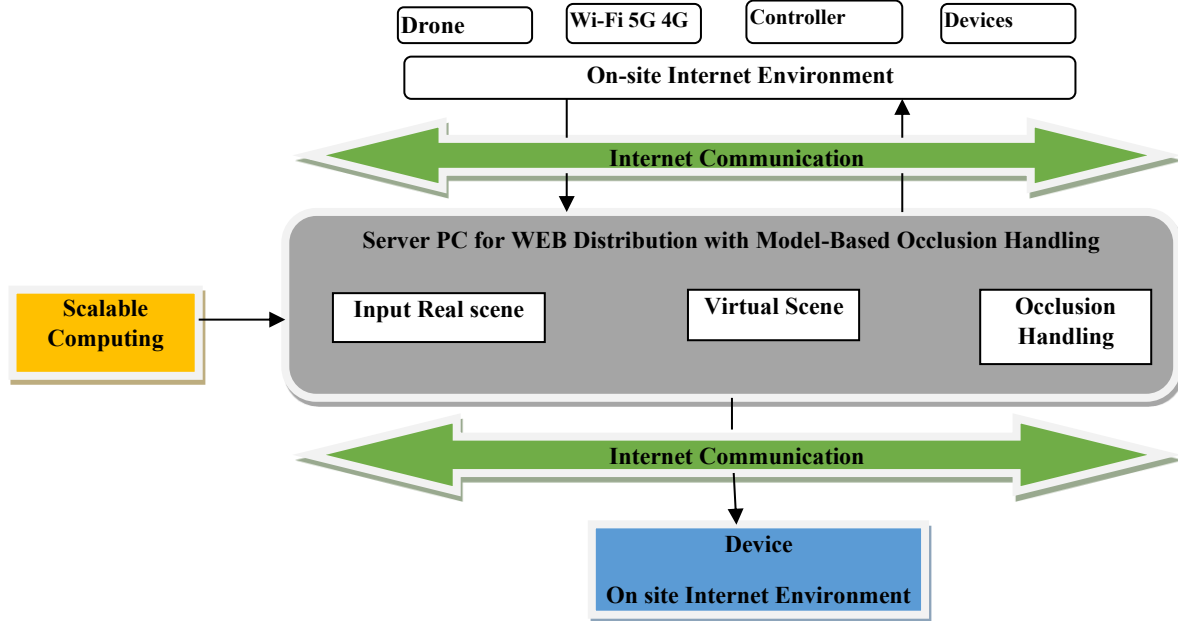 Drone
Wi-Fi 5G 4G
Controller
Devices
On-site Internet Environment
Internet Communication
Server PC for WEB Distribution with Model-Based Occlusion Handling
Scalable
Computing
Input Real scene
Virtual Scene
Occlusion
Handling
Internet Communication
Device
On site Internet Environment